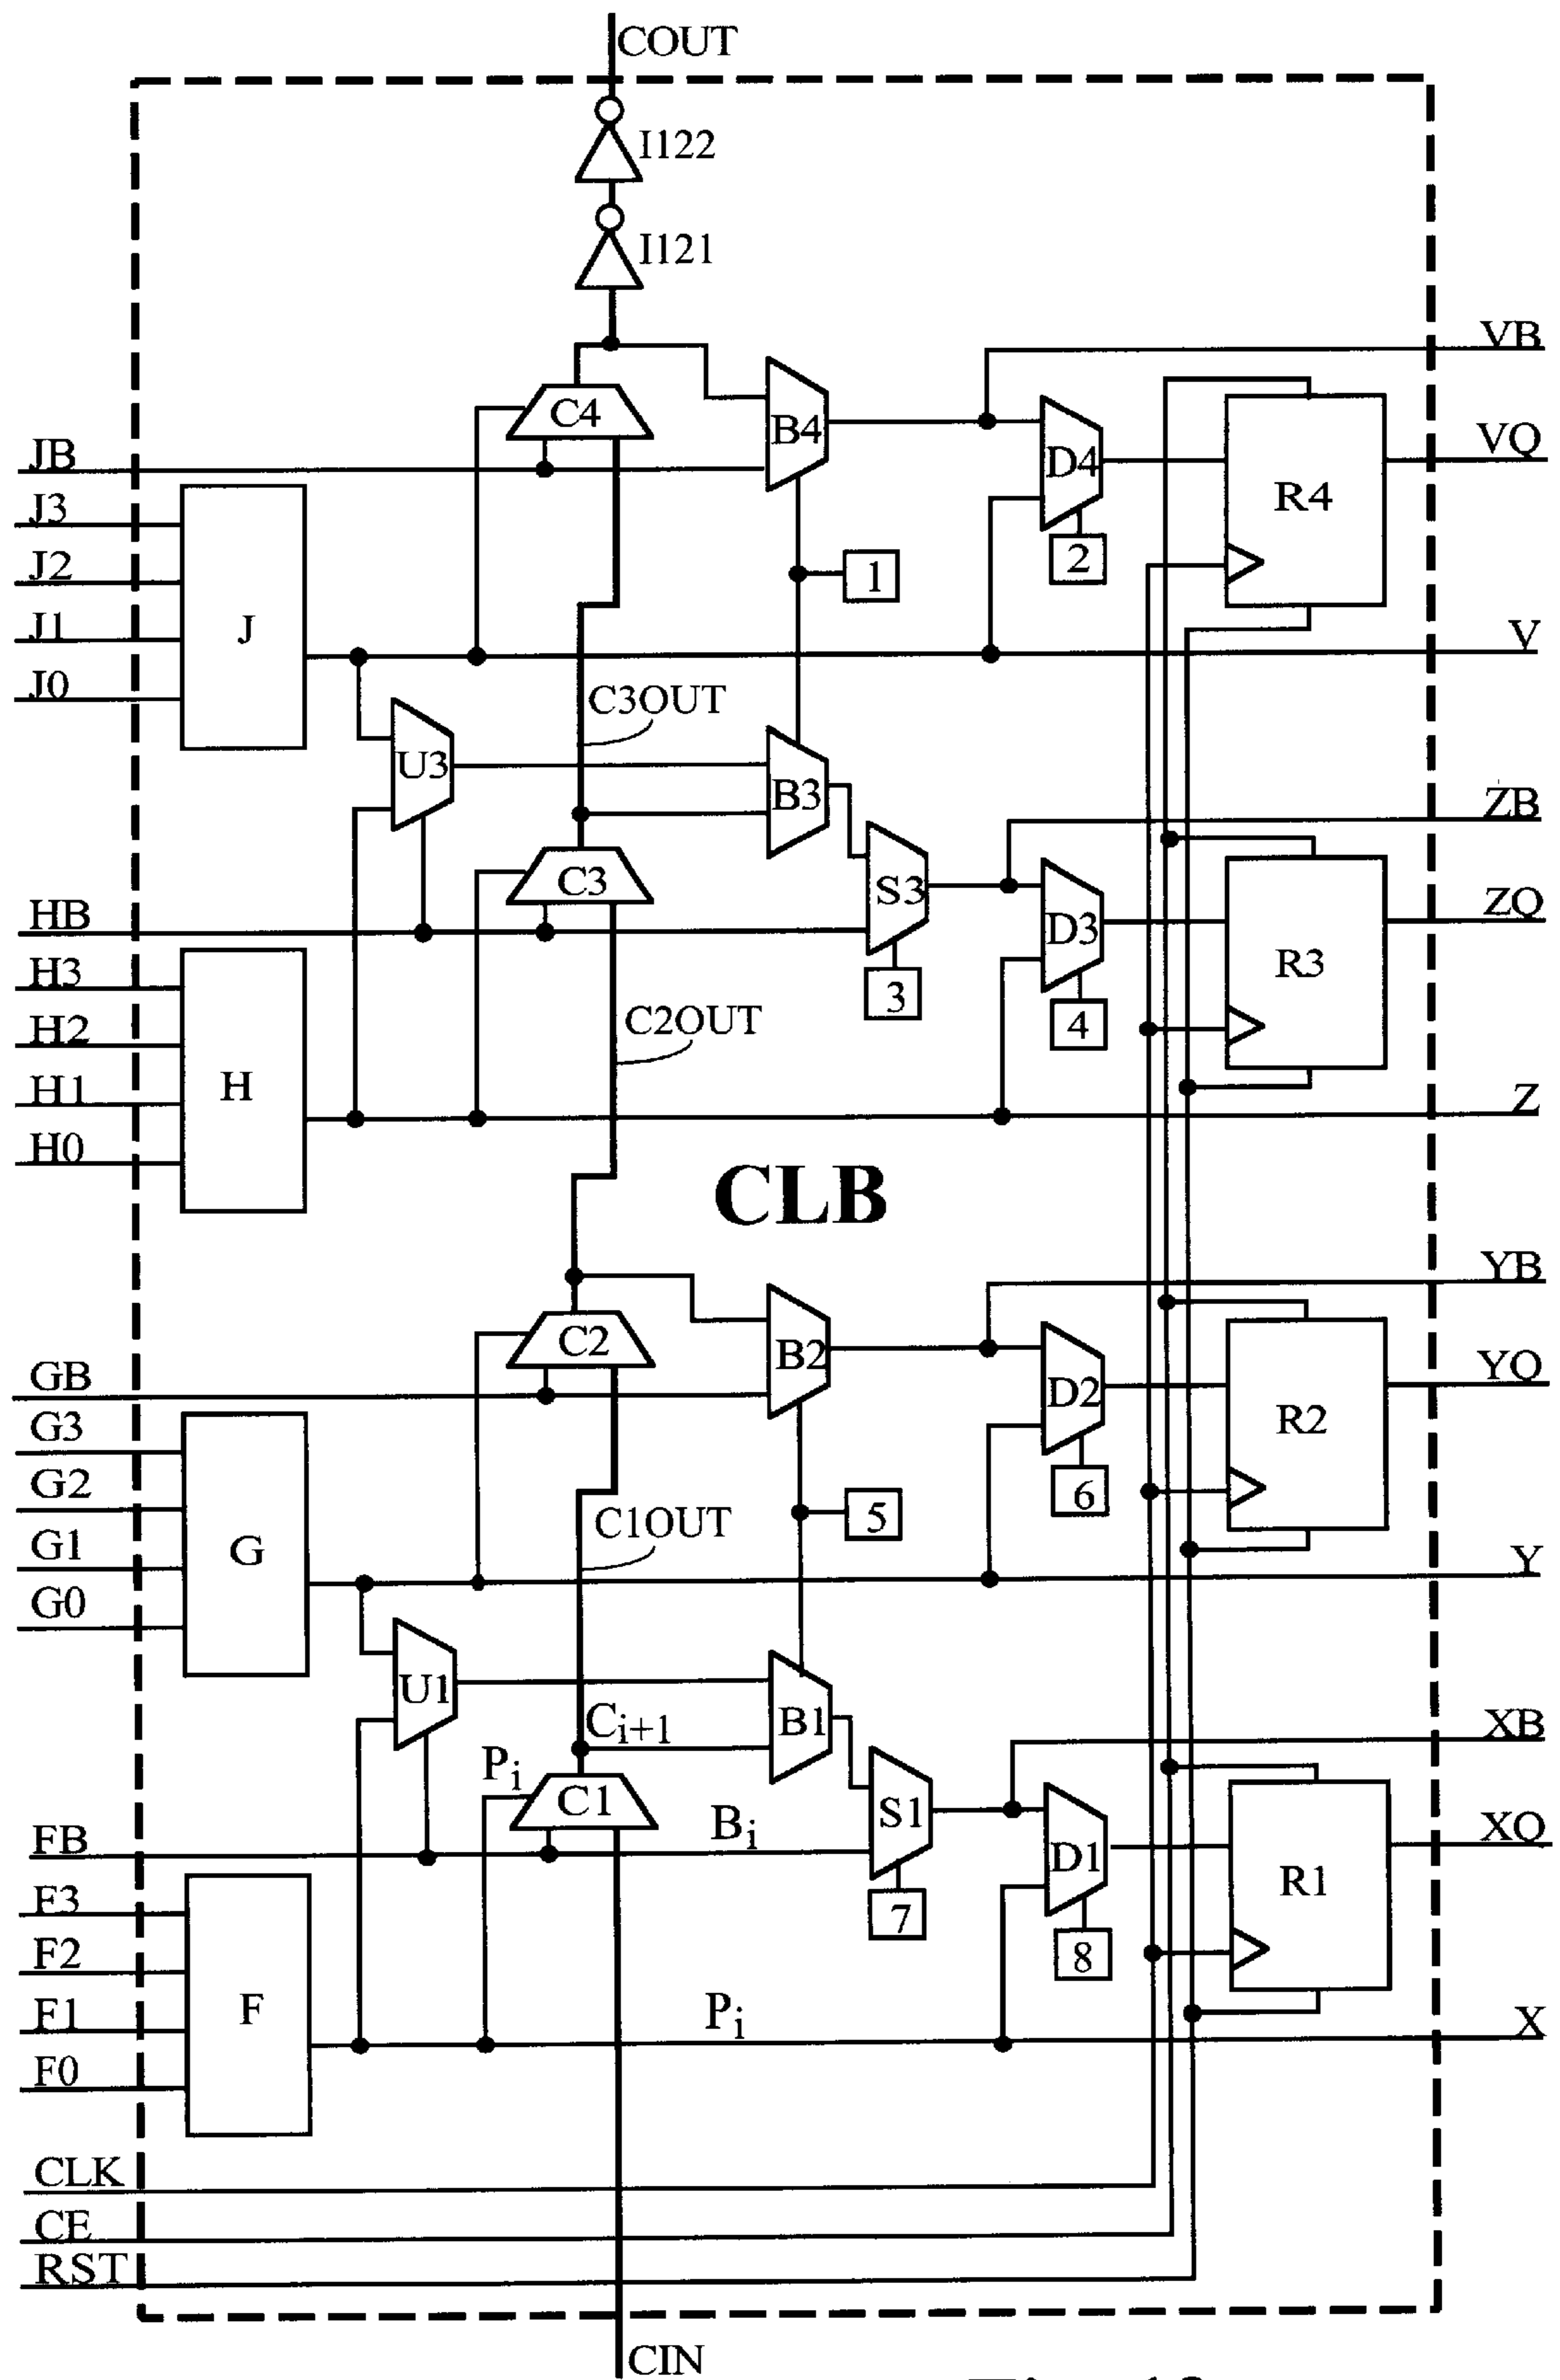 COUT
I122
I121
VB
C4
B4
JB
D4
VQ
J3
R4
J2
1
2
J1
J
V
J0
C3OUT
U3
B3
ZB
C3
S3
HB
D3
ZQ
H3
R3
3
H2
C2OUT
4
H1
H
Z
H0
CLB
YB
C2
B2
GB
D2
YQ
G3
R2
G2
6
C1OUT
5
G1
G
Y
G0
U1
Ci+1
B1
XB
Pi
C1
S1
FB
Bi
D1
XQ
F3
R1
7
F2
8
F1
F
Pi
X
F0
CLK
CE
RST
CIN